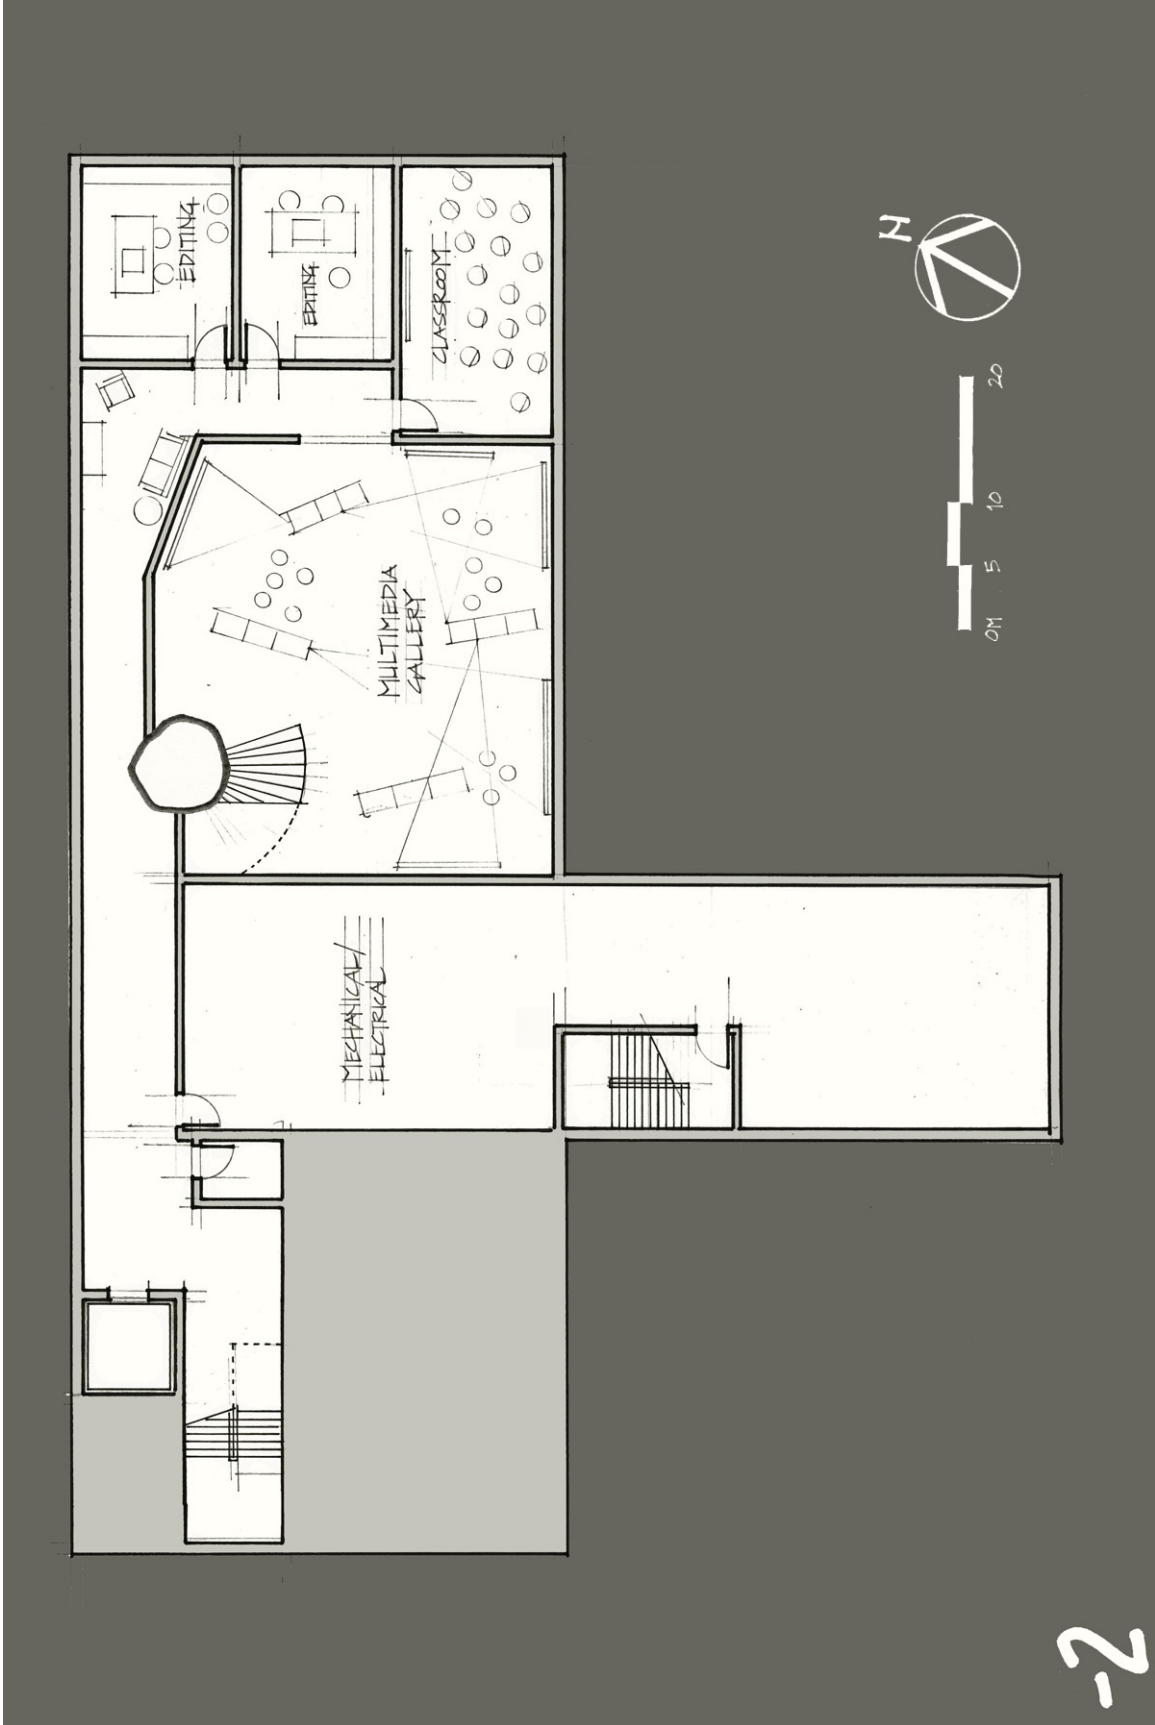 EDITING
EDITING
CLASSROOM
MULTIMEDIA
GALLERY
MECHANICAL/
ELECTRICAL
N
0M 5 10 20
-2